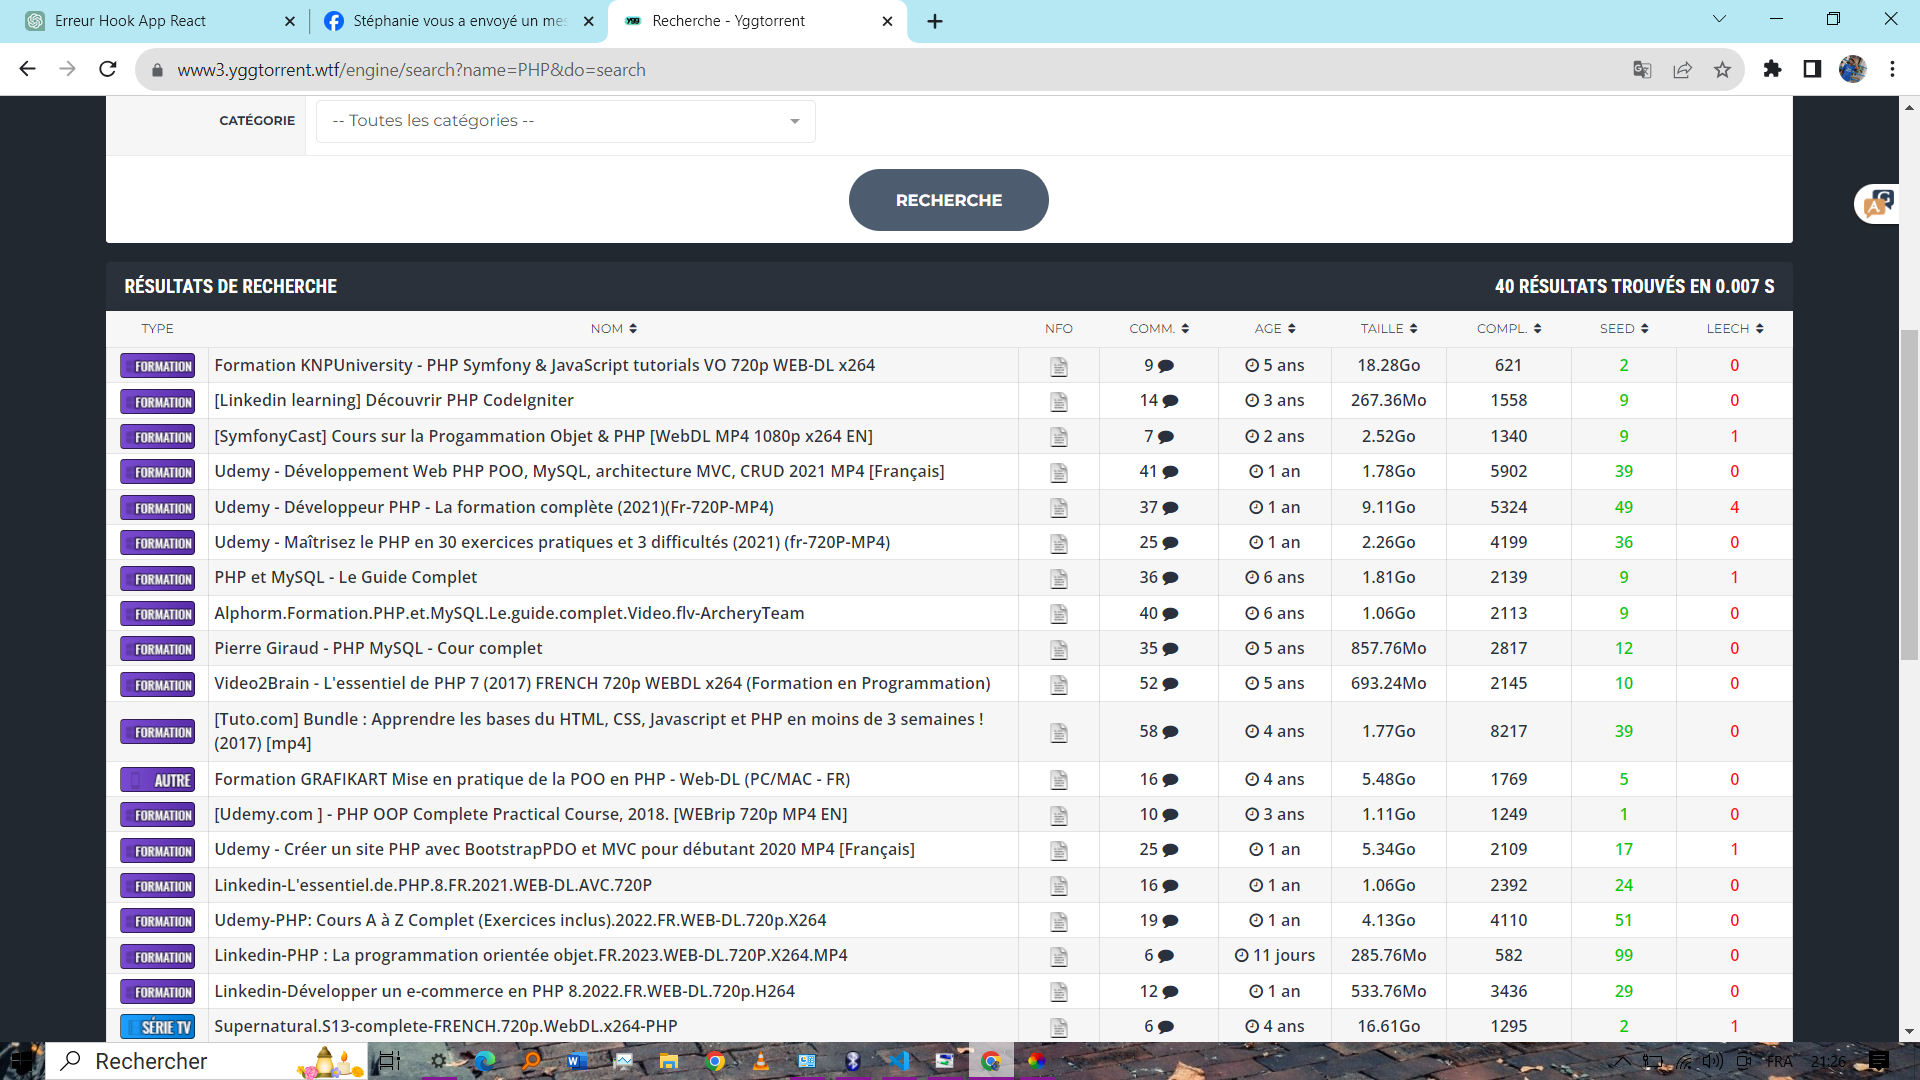 Erreur Hook App React
Stéphanie vous a envoyé un mes
Recherche - Yggtorrent
www3.yggtorrent.wtf/engine/search?name=PHP&do=search
CATÉGORIE
-- Toutes les catégories --
RECHERCHE
RÉSULTATS DE RECHERCHE
40 RÉSULTATS TROUVÉS EN 0.007 S
TYPE NOM NFO COMM. AGE TAILLE COMPL. SEED LEECH
FORMATION Formation KNPUniversity - PHP Symfony & JavaScript tutorials VO 720p WEB-DL x264 9 5 ans 18.28Go 621 2 0
FORMATION [Linkedin learning] Découvrir PHP CodeIgniter 14 3 ans 267.36Mo 1558 9 0
FORMATION [SymfonyCast] Cours sur la Progammation Objet & PHP [WebDL MP4 1080p x264 EN] 7 2 ans 2.52Go 1340 9 1
FORMATION Udemy - Développement Web PHP POO, MySQL, architecture MVC, CRUD 2021 MP4 [Français] 41 1 an 1.78Go 5902 39 0
FORMATION Udemy - Développeur PHP - La formation complète (2021)(Fr-720P-MP4) 37 1 an 9.11Go 5324 49 4
FORMATION Udemy - Maîtrisez le PHP en 30 exercices pratiques et 3 difficultés (2021) (fr-720P-MP4) 25 1 an 2.26Go 4199 36 0
FORMATION PHP et MySQL - Le Guide Complet 36 6 ans 1.81Go 2139 9 1
FORMATION Alphorm.Formation.PHP.et.MySQL.Le.guide.complet.Video.flv-ArcheryTeam 40 6 ans 1.06Go 2113 9 0
FORMATION Pierre Giraud - PHP MySQL - Cour complet 35 5 ans 857.76Mo 2817 12 0
FORMATION Video2Brain - L'essentiel de PHP 7 (2017) FRENCH 720p WEBDL x264 (Formation en Programmation) 52 5 ans 693.24Mo 2145 10 0
FORMATION [Tuto.com] Bundle : Apprendre les bases du HTML, CSS, Javascript et PHP en moins de 3 semaines !
(2017) [mp4] 58 4 ans 1.77Go 8217 39 0
AUTRE Formation GRAFIKART Mise en pratique de la POO en PHP - Web-DL (PC/MAC - FR) 16 4 ans 5.48Go 1769 5 0
FORMATION [Udemy.com ] - PHP OOP Complete Practical Course, 2018. [WEBrip 720p MP4 EN] 10 3 ans 1.11Go 1249 1 0
FORMATION Udemy - Créer un site PHP avec BootstrapPDO et MVC pour débutant 2020 MP4 [Français] 25 1 an 5.34Go 2109 17 1
FORMATION Linkedin-L'essentiel.de.PHP.8.FR.2021.WEB-DL.AVC.720P 16 1 an 1.06Go 2392 24 0
FORMATION Udemy-PHP: Cours A à Z Complet (Exercices inclus).2022.FR.WEB-DL.720p.X264 19 1 an 4.13Go 4110 51 0
FORMATION Linkedin-PHP : La programmation orientée objet.FR.2023.WEB-DL.720P.X264.MP4 6 11 jours 285.76Mo 582 99 0
FORMATION Linkedin-Développer un e-commerce en PHP 8.2022.FR.WEB-DL.720p.H264 12 1 an 533.76Mo 3436 29 0
SÉRIE TV Supernatural.S13-complete-FRENCH.720p.WebDL.x264-PHP 6 4 ans 16.61Go 1295 2 1
Rechercher
FRA 21:26